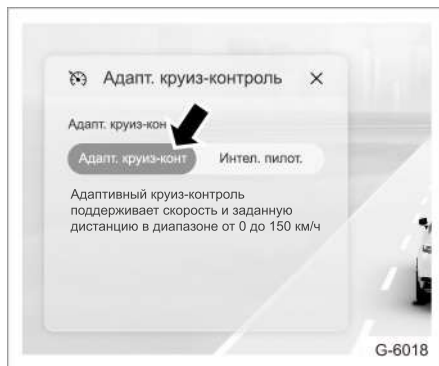 Адапт. круиз-контроль
Адапт. круиз-кон
Адапт. круиз-конт
Интел. пилот.
Адаптивный круиз-контроль
поддерживает скорость и заданную
дистанцию в диапазоне от 0 до 150 км/ч
G-6018